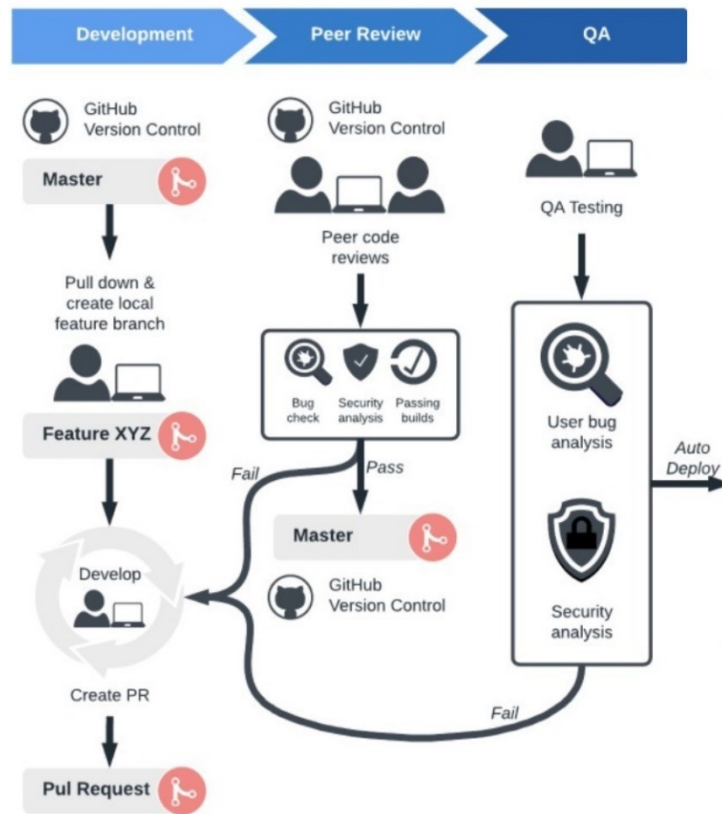 Development
Peer Review
QA
GitHub
Version Control
Master
Pull down &
create local
feature branch
Feature XYZ
Develop
Create PR
Pul Request
GitHub
Version Control
Peer code
reviews
Bug
check
Security
analysis
Passing
builds
Fail
Pass
Master
GitHub
Version Control
QA Testing
User bug
analysis
Security
analysis
Auto
Deploy
Fail